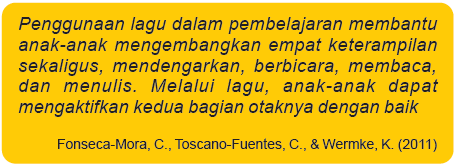 Penggunaan lagu dalam pembelajaran membantu
anak-anak mengembangkan empat keterampilan
sekaligus, mendengarkan, berbicara, membaca,
dan menulis. Melalui lagu, anak-anak dapat
mengaktifkan kedua bagian otaknya dengan baik
Fonseca-Mora, C., Toscano-Fuentes, C., & Wermke, K. (2011)